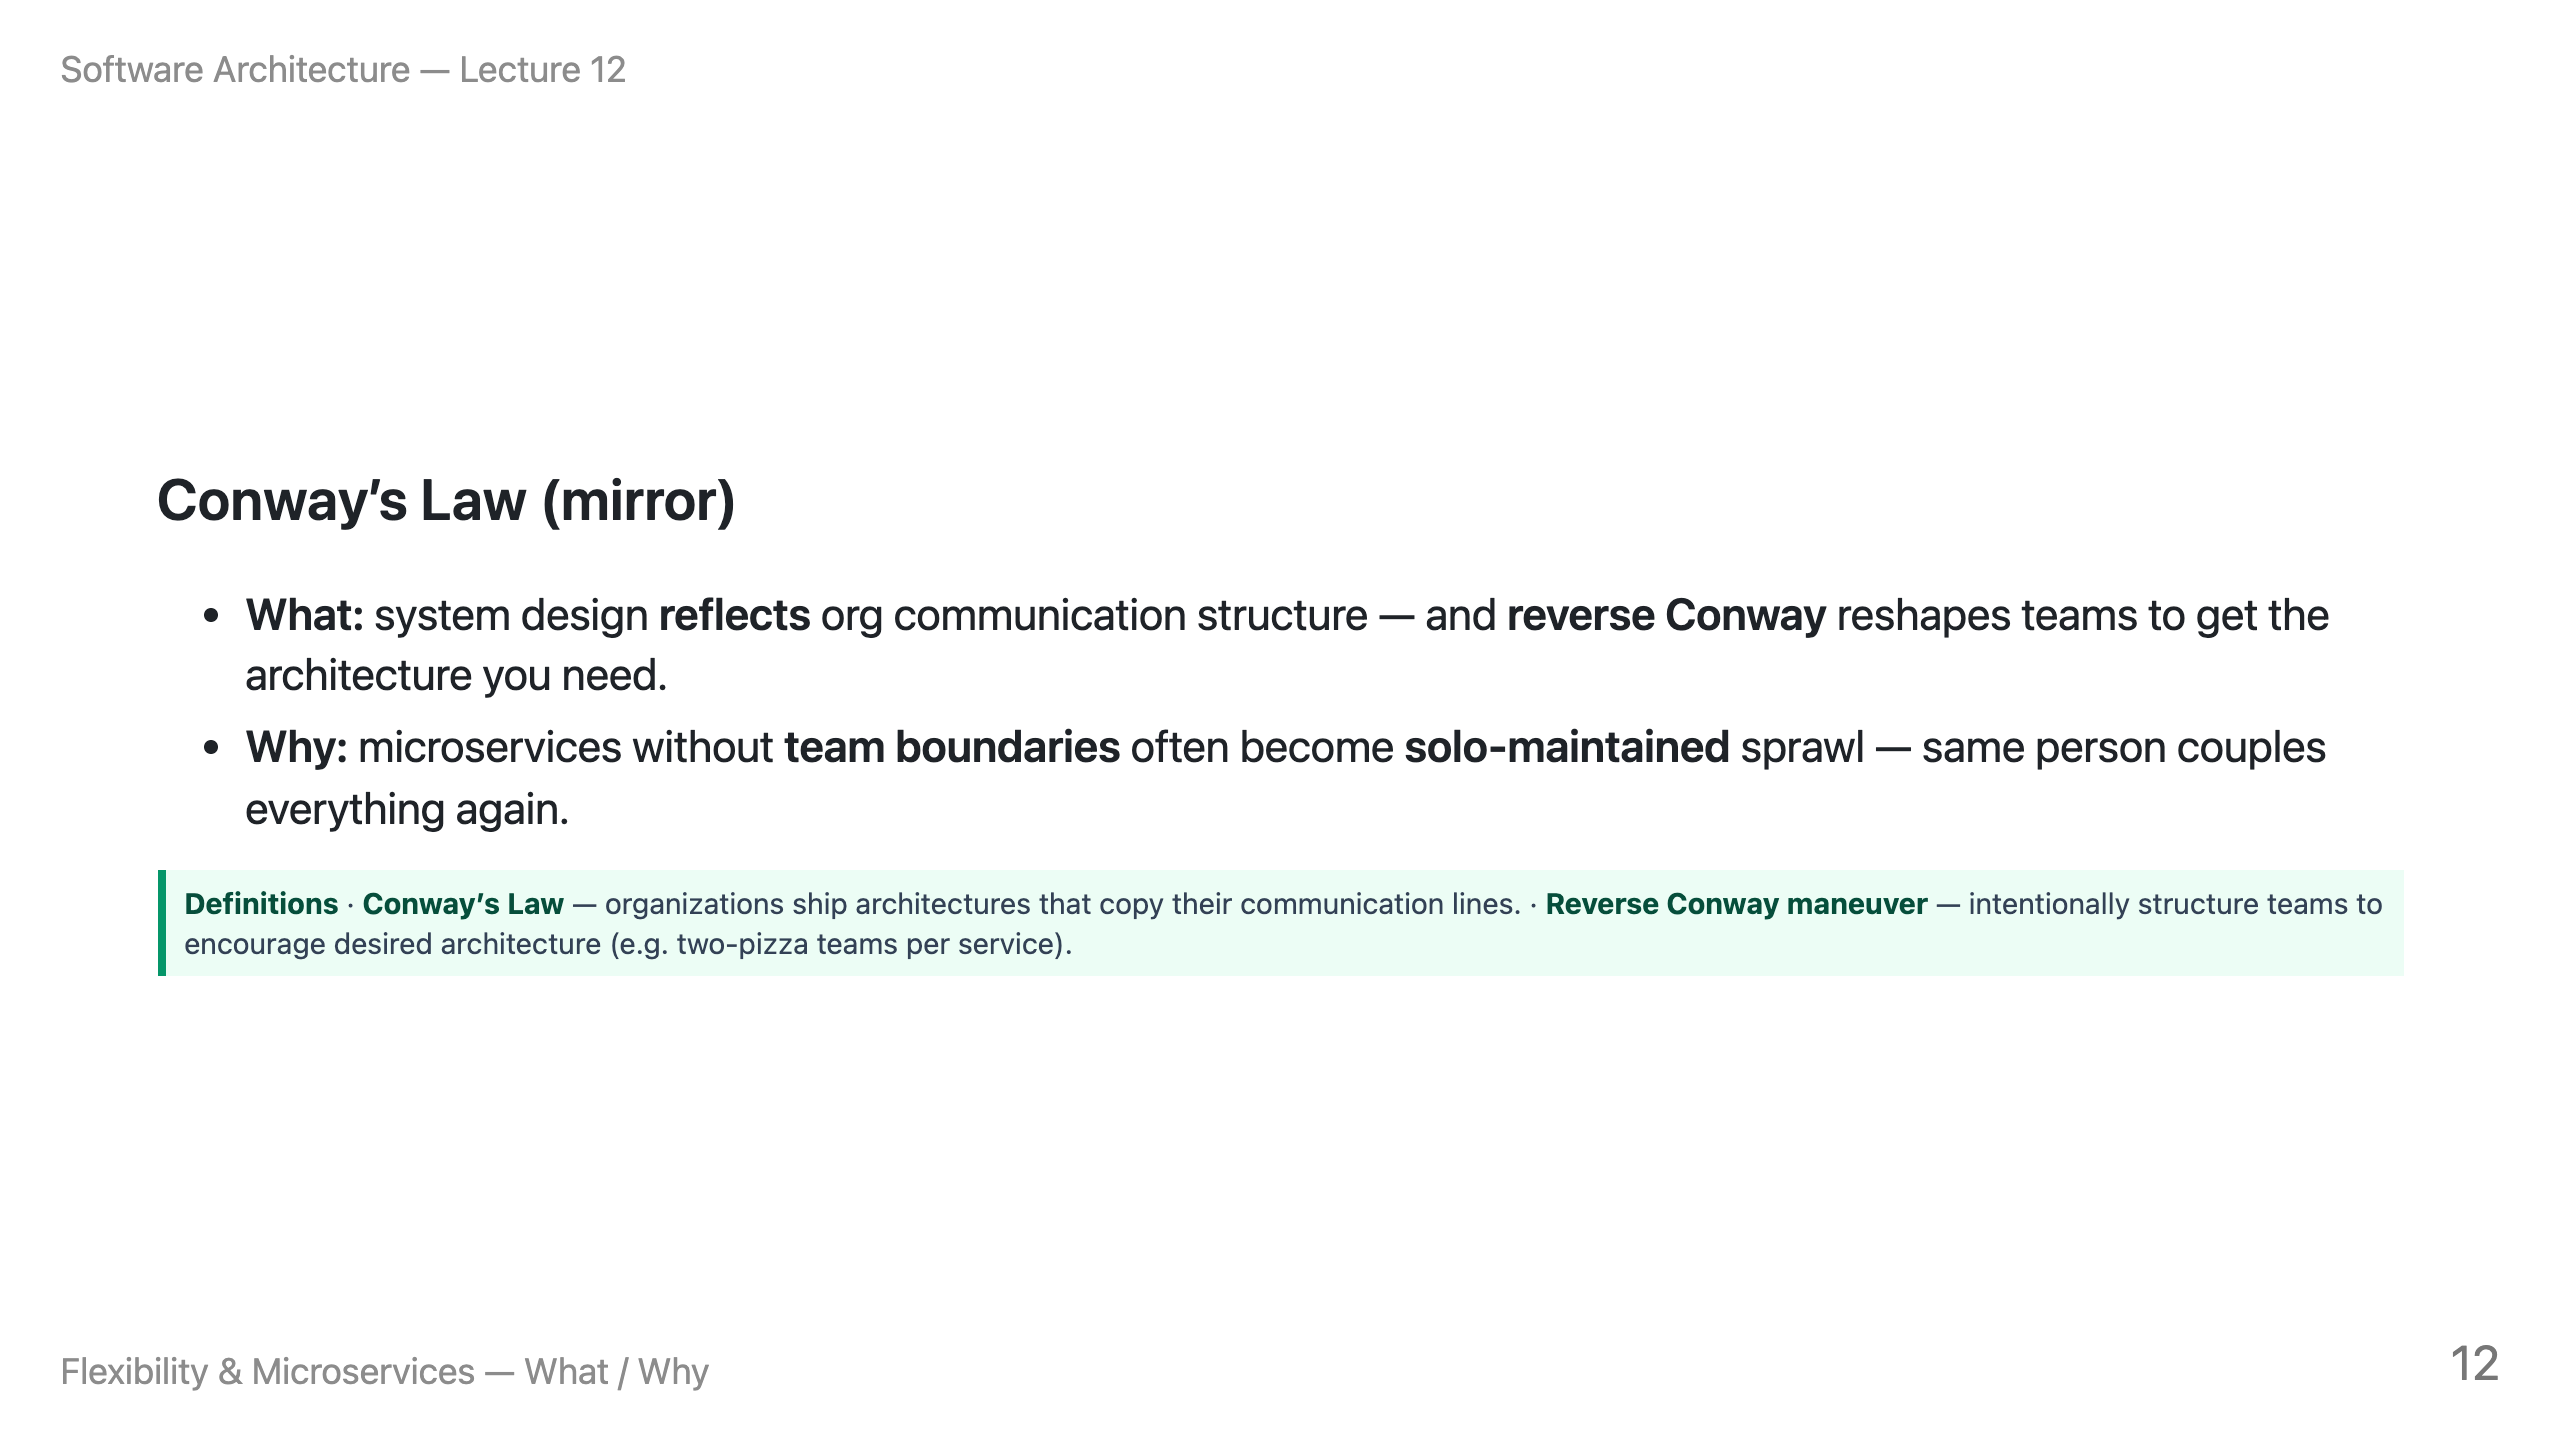 Software Architecture — Lecture 12
Conway’s Law (mirror)
• What: system design reflects org communication structure — and reverse Conway reshapes teams to get the
architecture you need.
• Why: microservices without team boundaries often become solo-maintained sprawl — same person couples
everything again.
Definitions · Conway’s Law — organizations ship architectures that copy their communication lines. · Reverse Conway maneuver — intentionally structure teams to
encourage desired architecture (e.g. two-pizza teams per service).
Flexibility & Microservices — What / Why
12